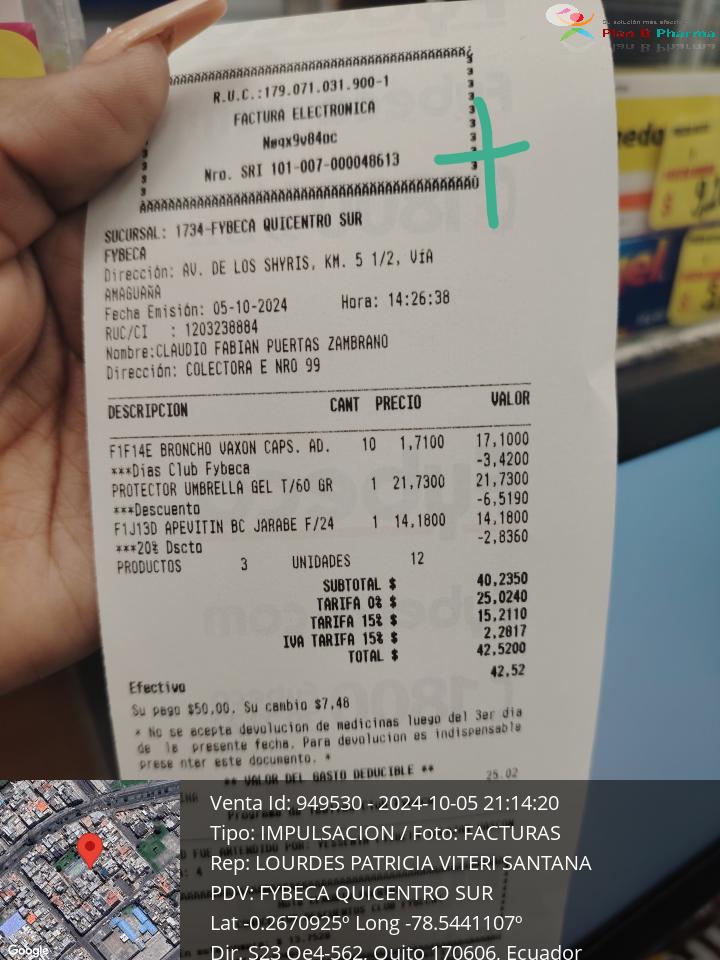 Su solución más efectiva
Plan B Pharma
R.U.C.:179.071.031.900-1
FACTURA ELECTRONICA
Nwqx9v84oc
Nro. SRI 101-007-000048613
SUCURSAL: 1734-FYBECA QUICENTRO SUR
FYBECA
Dirección: AV. DE LOS SHYRIS, KM. 5 1/2, VíA
AMAGUAÑA
Fecha Emisión: 05-10-2024 Hora: 14:26:38
RUC/CI : 1203238884
Nombre:CLAUDIO FABIAN PUERTAS ZAMBRANO
Dirección: COLECTORA E NRO 99
DESCRIPCION CANT PRECIO VALOR
F1F14E BRONCHO VAXON CAPS. AD. 10 1,7100 17,1000
***Dias Club Fybeca -3,4200
PROTECTOR UMBRELLA GEL T/60 GR 1 21,7300 21,7300
***Descuento -6,5190
F1J13D APEVITIN BC JARABE F/24 1 14,1800 14,1800
***20% Dscto -2,8360
PRODUCTOS 3 UNIDADES 12
SUBTOTAL $ 40,2350
TARIFA 0% $ 25,0240
TARIFA 15% $ 15,2110
IVA TARIFA 15% $ 2,2817
TOTAL $ 42,5200
42,52
Efectivo
Su pago $50,00. Su cambio $7,48
* No se acepta devolucion de medicinas luego del 3er dia
de la presente fecha. Para devolucion es indispensable
prese ntar este documento. *
** VALOR DEL GASTO DEDUCIBLE **
25.02
Venta Id: 949530 - 2024-10-05 21:14:20
Tipo: IMPULSACION / Foto: FACTURAS
Rep: LOURDES PATRICIA VITERI SANTANA
PDV: FYBECA QUICENTRO SUR
Lat -0.2670925º Long -78.5441107º
Dir. S23 Oe4-562, Quito 170606, Ecuador
Google